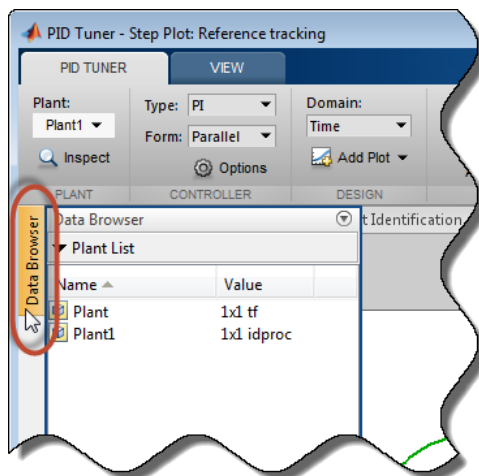 PID Tuner - Step Plot: Reference tracking
PID TUNER VIEW
Plant: Type: PI Domain:
Plant1 Form: Parallel Time
Inspect Options Add Plot
PLANT CONTROLLER DESIGN
Data Browser
Data Browser t Identification
Plant List
Name Value
Plant 1x1 tf
Plant1 1x1 idproc